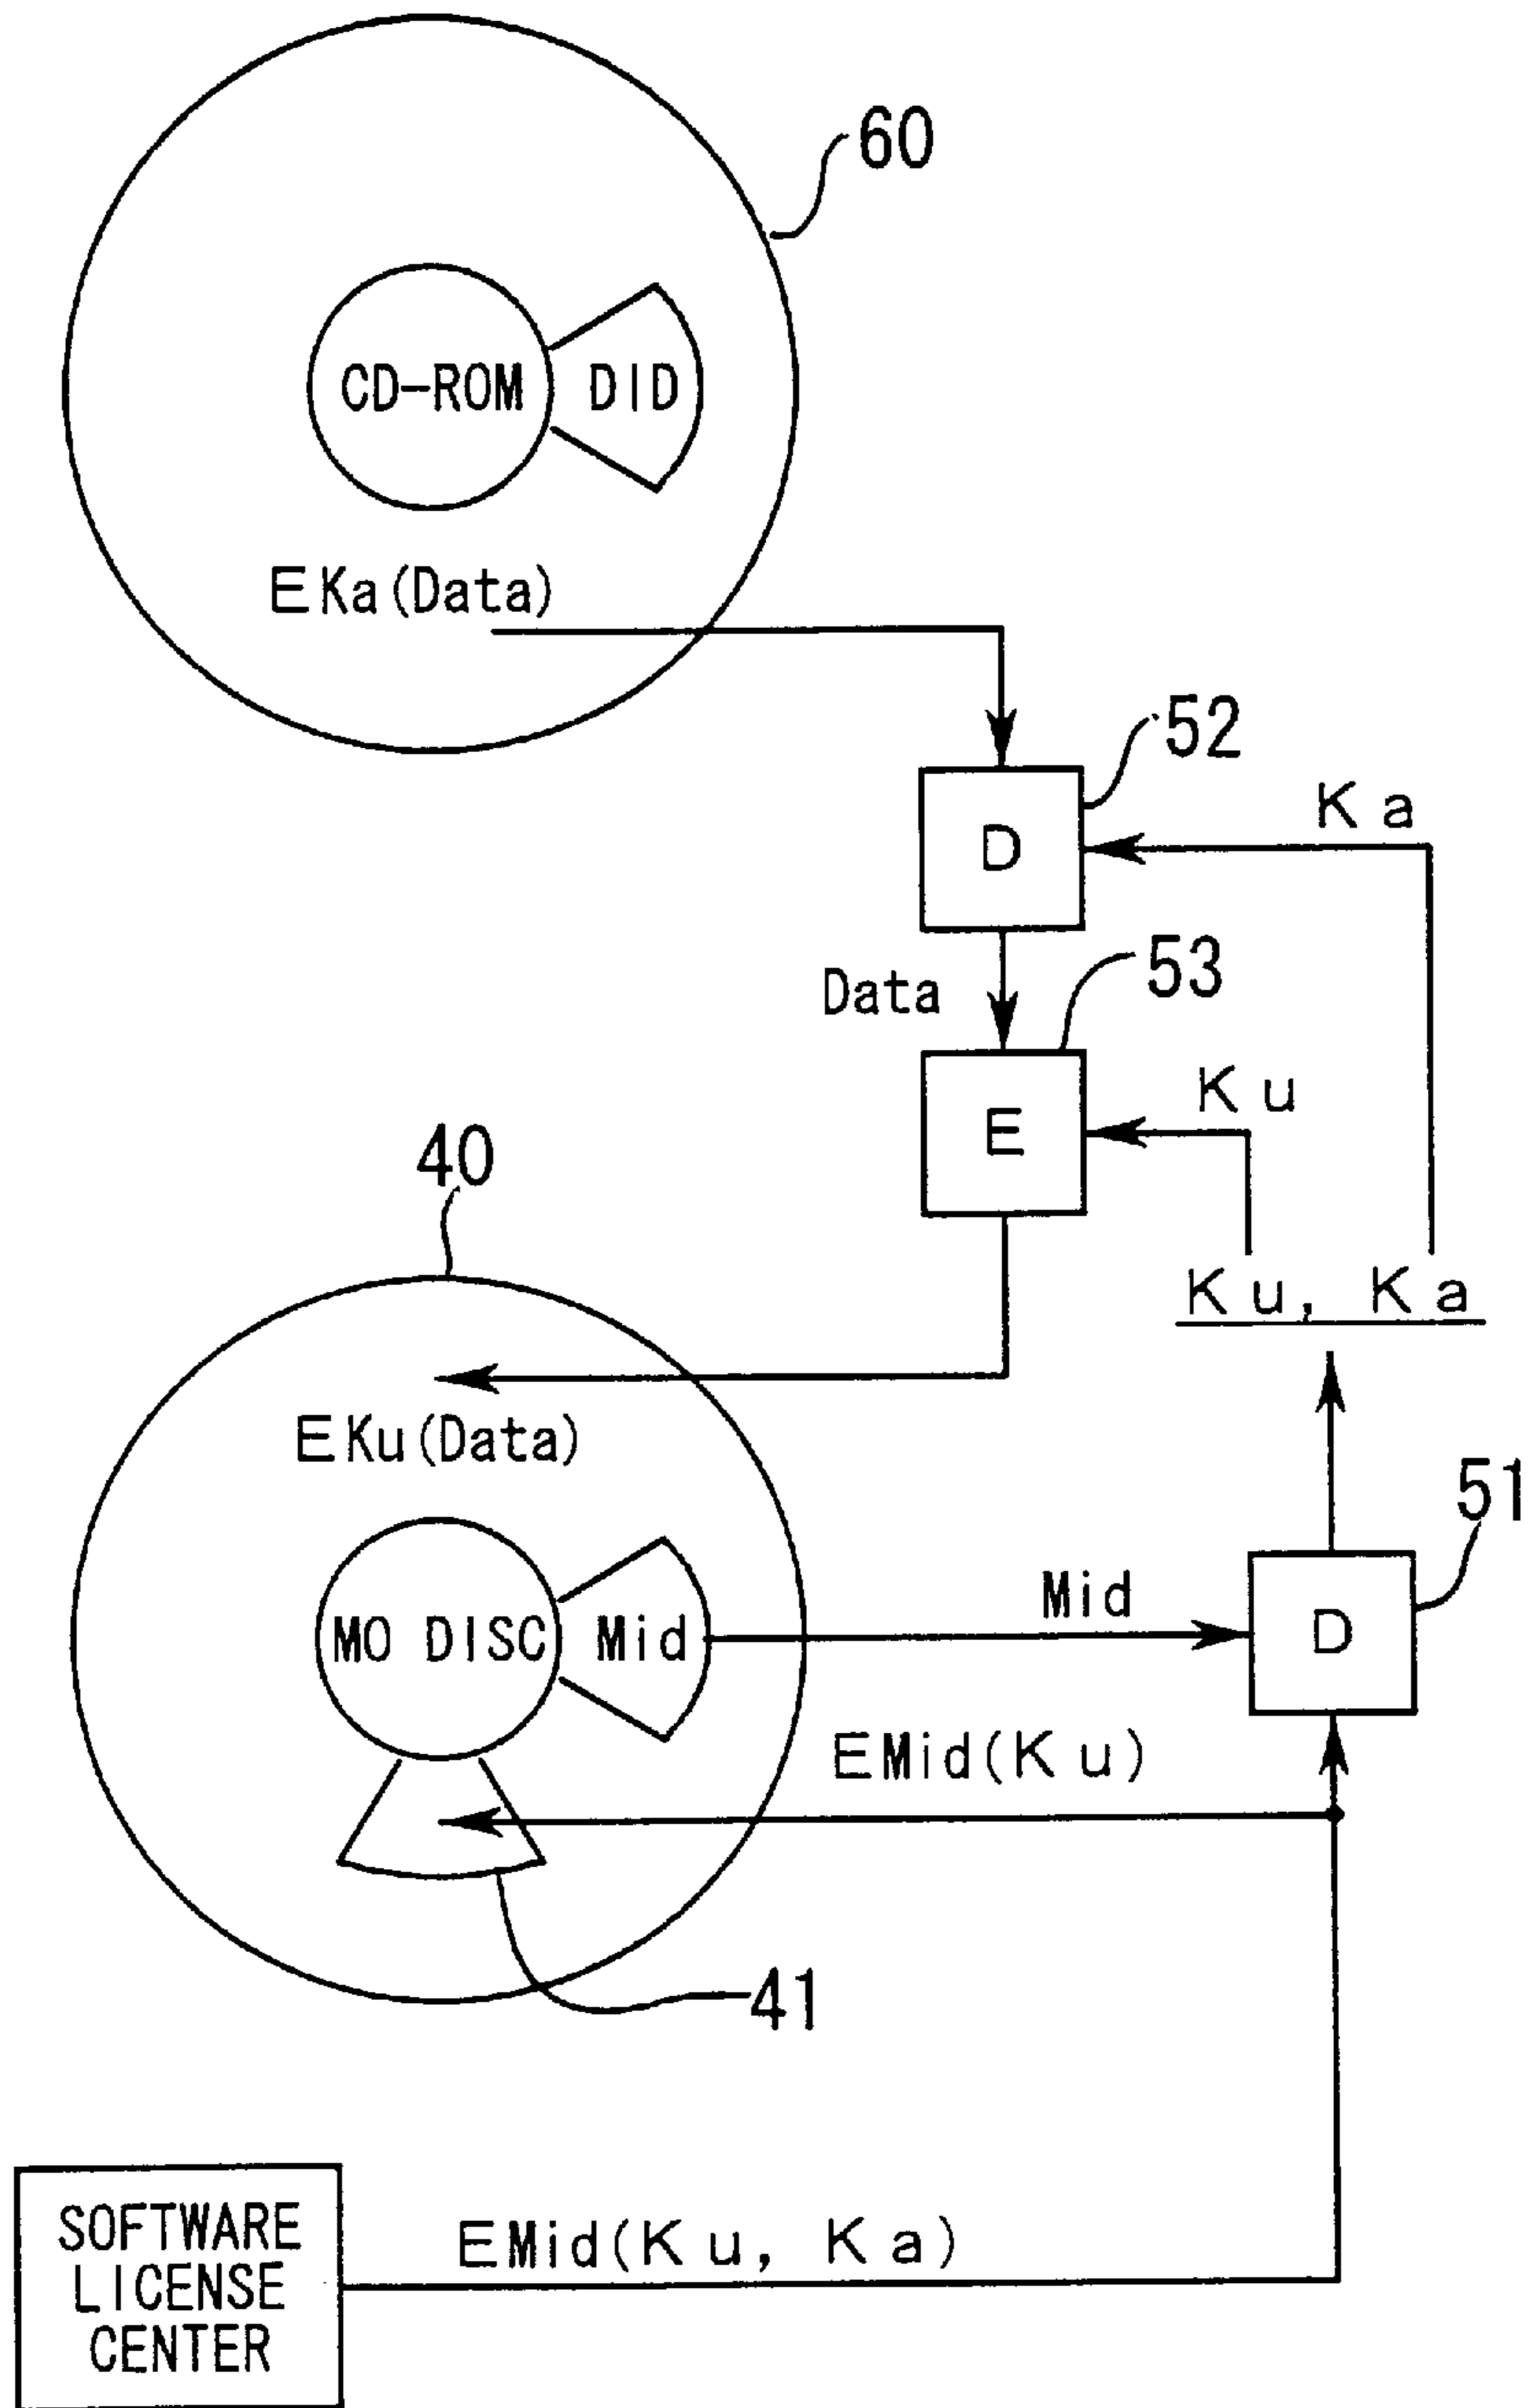 60
CD-ROM DID
EKa(Data)
52
Ka
D
Data
53
Ku
E
40
Ku, Ka
EKu(Data)
51
Mid
MO DISC Mid
D
EMid(Ku)
41
SOFTWARE
LICENSE
CENTER
EMid(Ku, Ka)